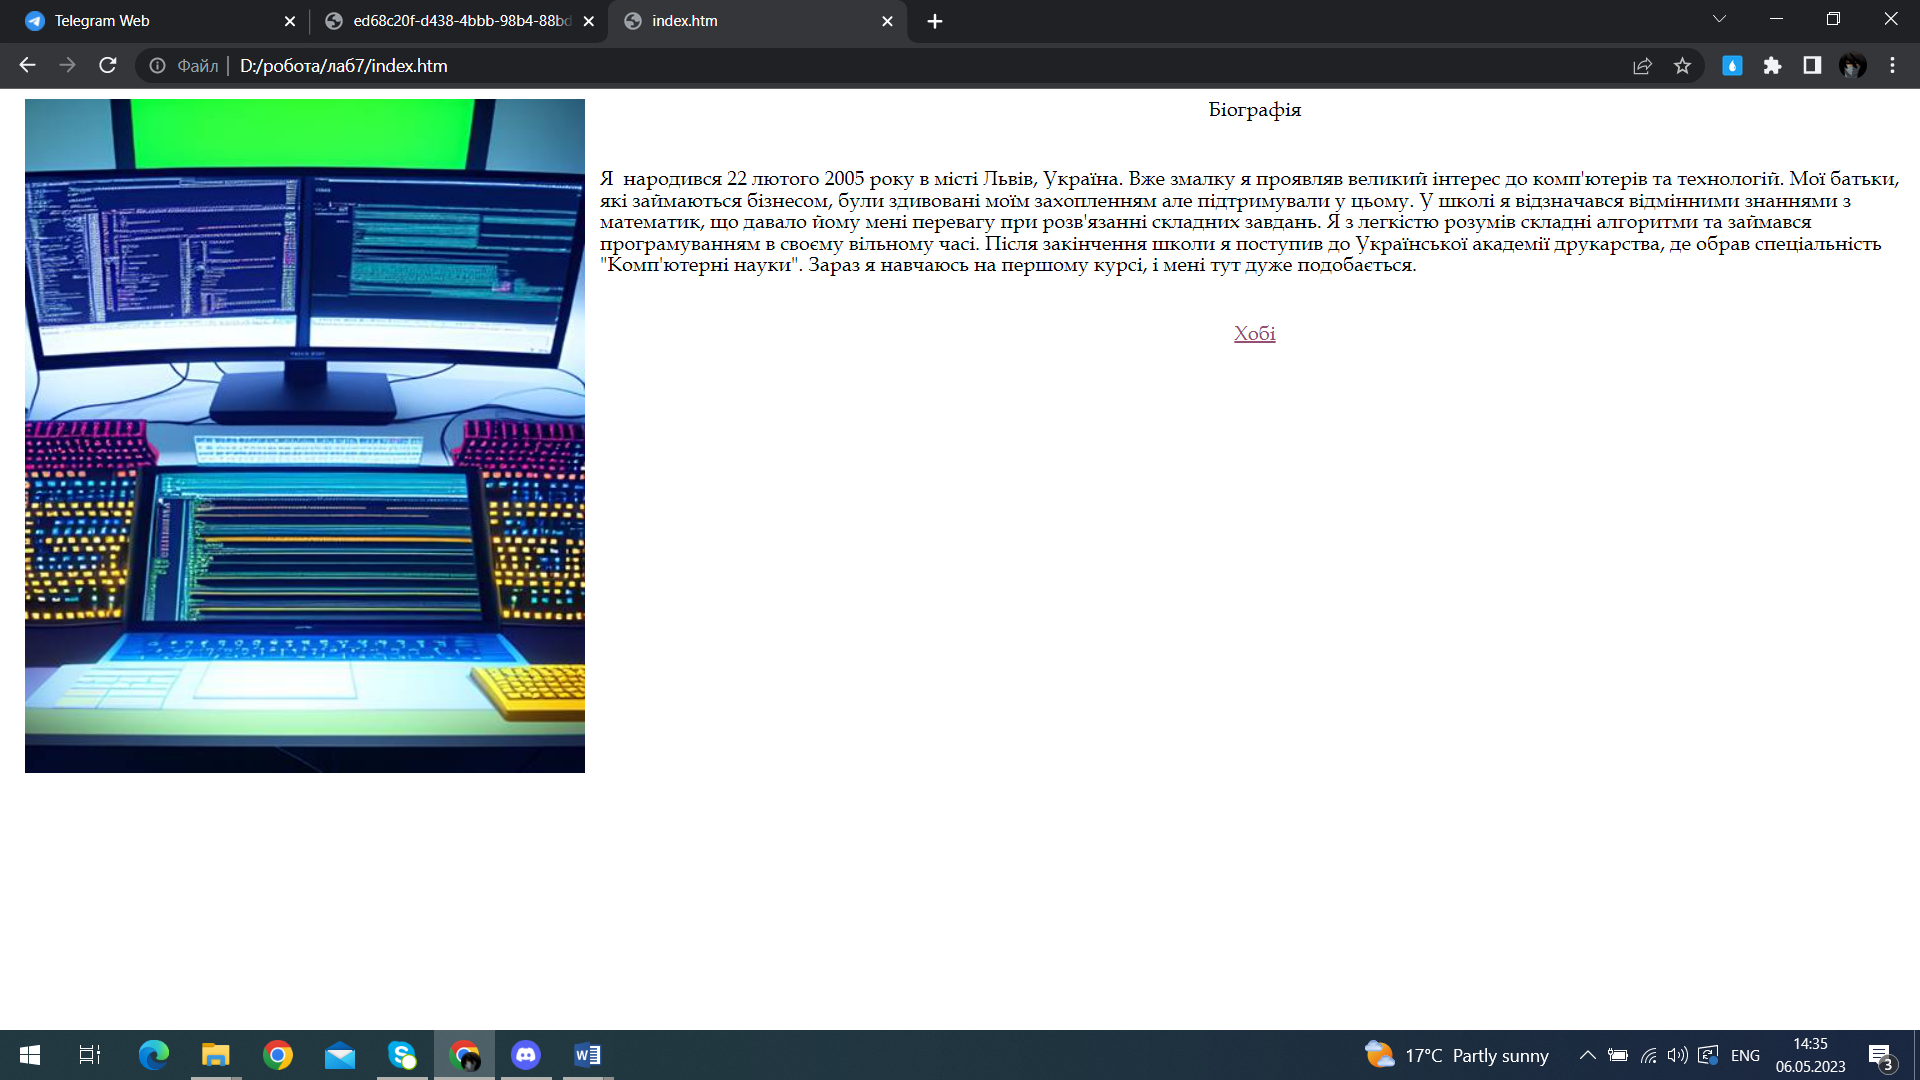 Telegram Web
ed68c20f-d438-4bbb-98b4-88bd
index.htm
Файл
D:/робота/лаб7/index.htm
Біографія
Я народився 22 лютого 2005 року в місті Львів, Україна. Вже змалку я проявляв великий інтерес до комп'ютерів та технологій. Мої батьки,
які займаються бізнесом, були здивовані моїм захопленням але підтримували у цьому. У школі я відзначався відмінними знаннями з
математик, що давало йому мені перевагу при розв'язанні складних завдань. Я з легкістю розумів складні алгоритми та займався
програмуванням в своєму вільному часі. Після закінчення школи я поступив до Української академії друкарства, де обрав спеціальність
"Комп'ютерні науки". Зараз я навчаюсь на першому курсі, і мені тут дуже подобається.
Хобі
17°C Partly sunny
ENG
14:35
06.05.2023
3